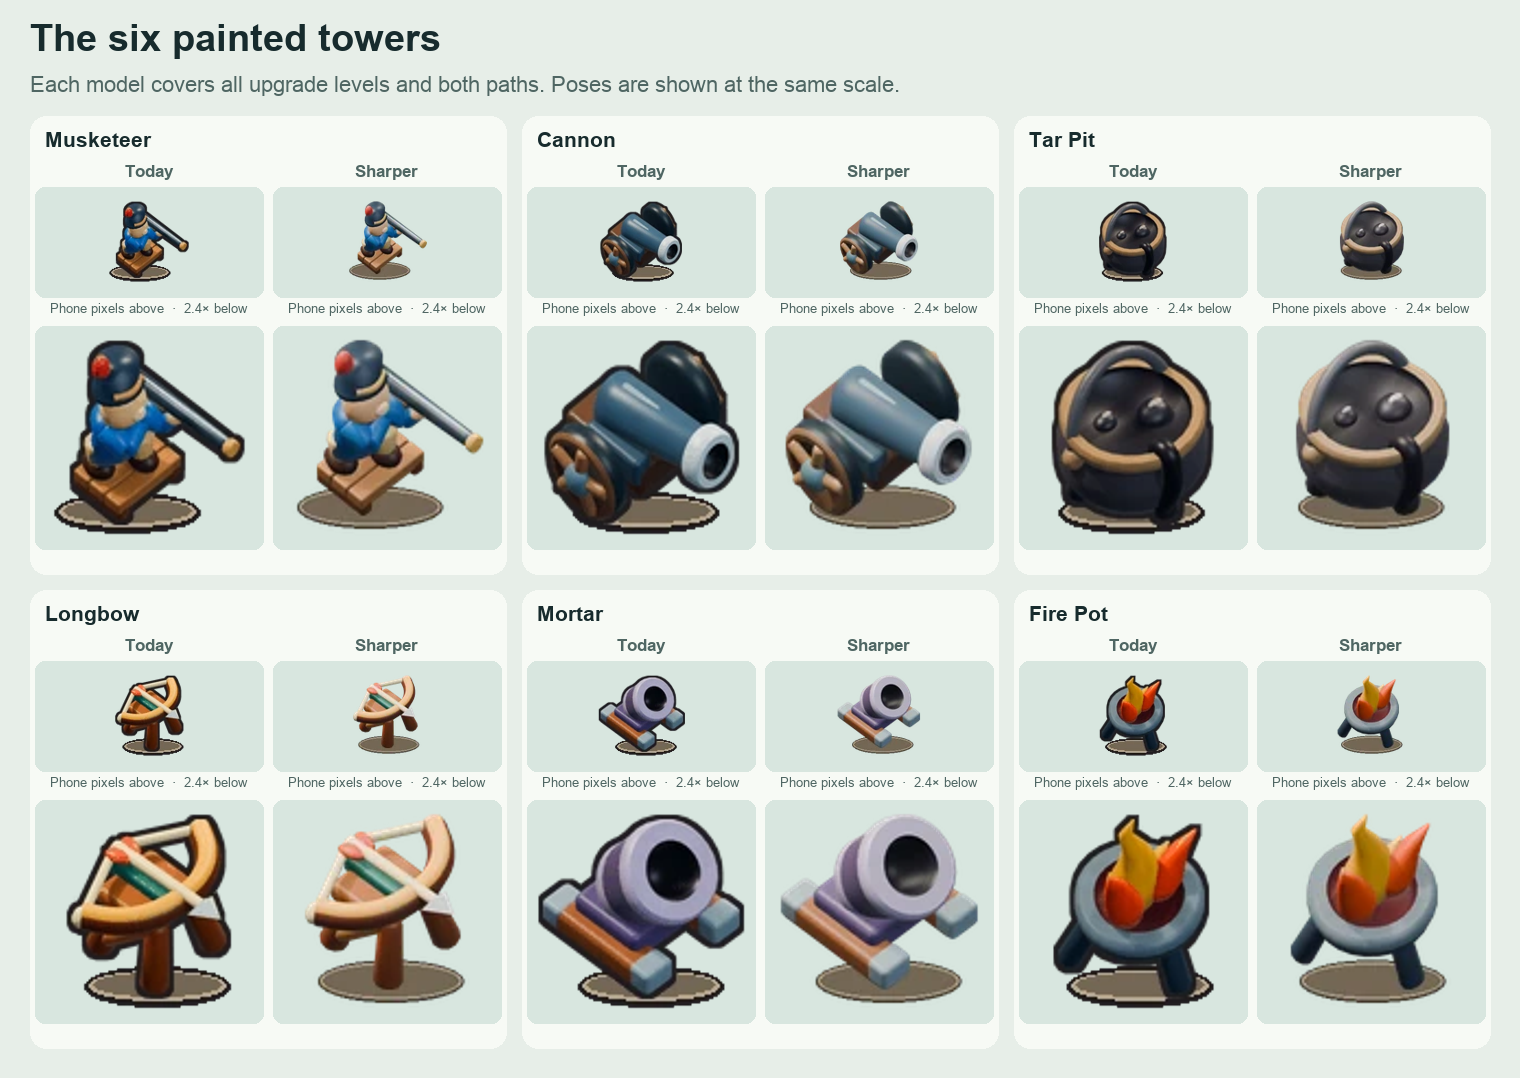 The six painted towers
Each model covers all upgrade levels and both paths. Poses are shown at the same scale.
Musketeer
Today
Sharper
Phone pixels above · 2.4× below
Phone pixels above · 2.4× below
Cannon
Today
Sharper
Phone pixels above · 2.4× below
Phone pixels above · 2.4× below
Tar Pit
Today
Sharper
Phone pixels above · 2.4× below
Phone pixels above · 2.4× below
Longbow
Today
Sharper
Phone pixels above · 2.4× below
Phone pixels above · 2.4× below
Mortar
Today
Sharper
Phone pixels above · 2.4× below
Phone pixels above · 2.4× below
Fire Pot
Today
Sharper
Phone pixels above · 2.4× below
Phone pixels above · 2.4× below